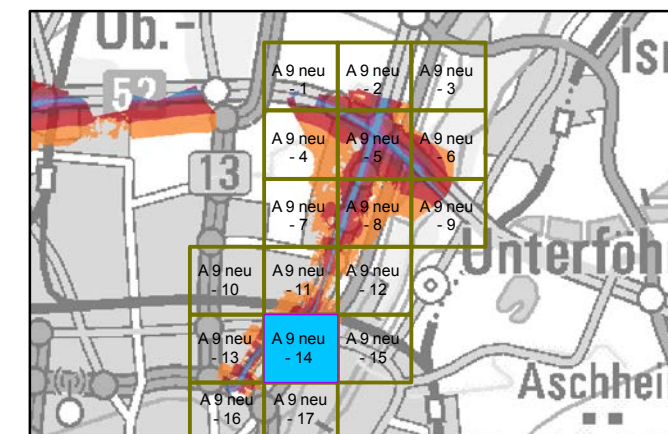 Ob.-
Isr
52
13
A 9 neu - 1
A 9 neu - 2
A 9 neu - 3
A 9 neu - 4
A 9 neu - 5
A 9 neu - 6
A 9 neu - 7
A 9 neu - 8
A 9 neu - 9
Unterföh
A 9 neu - 10
A 9 neu - 11
A 9 neu - 12
A 9 neu - 13
A 9 neu - 14
A 9 neu - 15
Aschhei
A 9 neu - 16
A 9 neu - 17